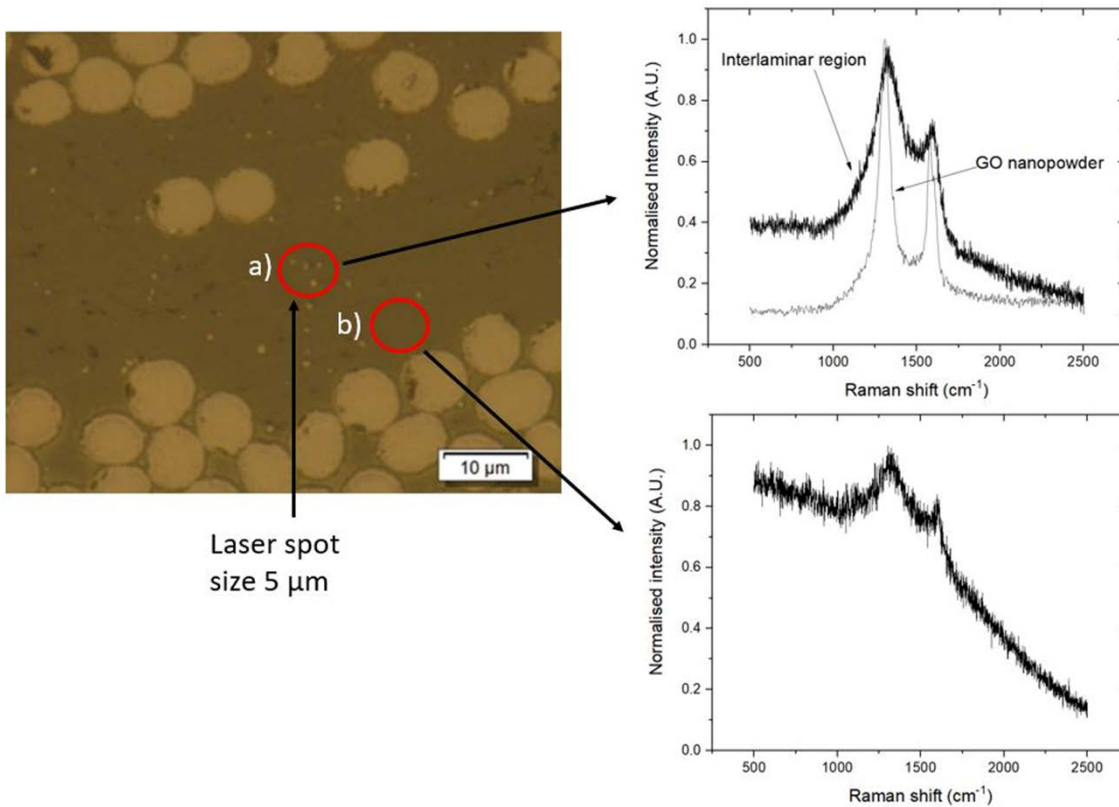 a)
b)
10 µm
Laser spot
size 5 µm
1.0
0.8
0.6
0.4
0.2
0.0
Normalised Intensity (A.U.)
Interlaminar region
GO nanopowder
500
1000
1500
2000
2500
Raman shift (cm⁻¹)
1.0
0.8
0.6
0.4
0.2
0.0
Normalised intensity (A.U.)
500
1000
1500
2000
2500
Raman shift (cm⁻¹)